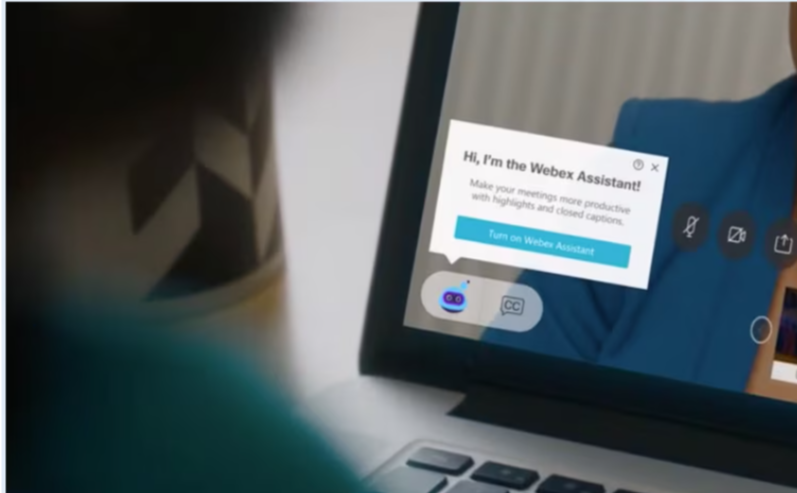 Hi, I'm the Webex Assistant!
Make your meetings more productive
with highlights and closed captions.
Turn on Webex Assistant
CC